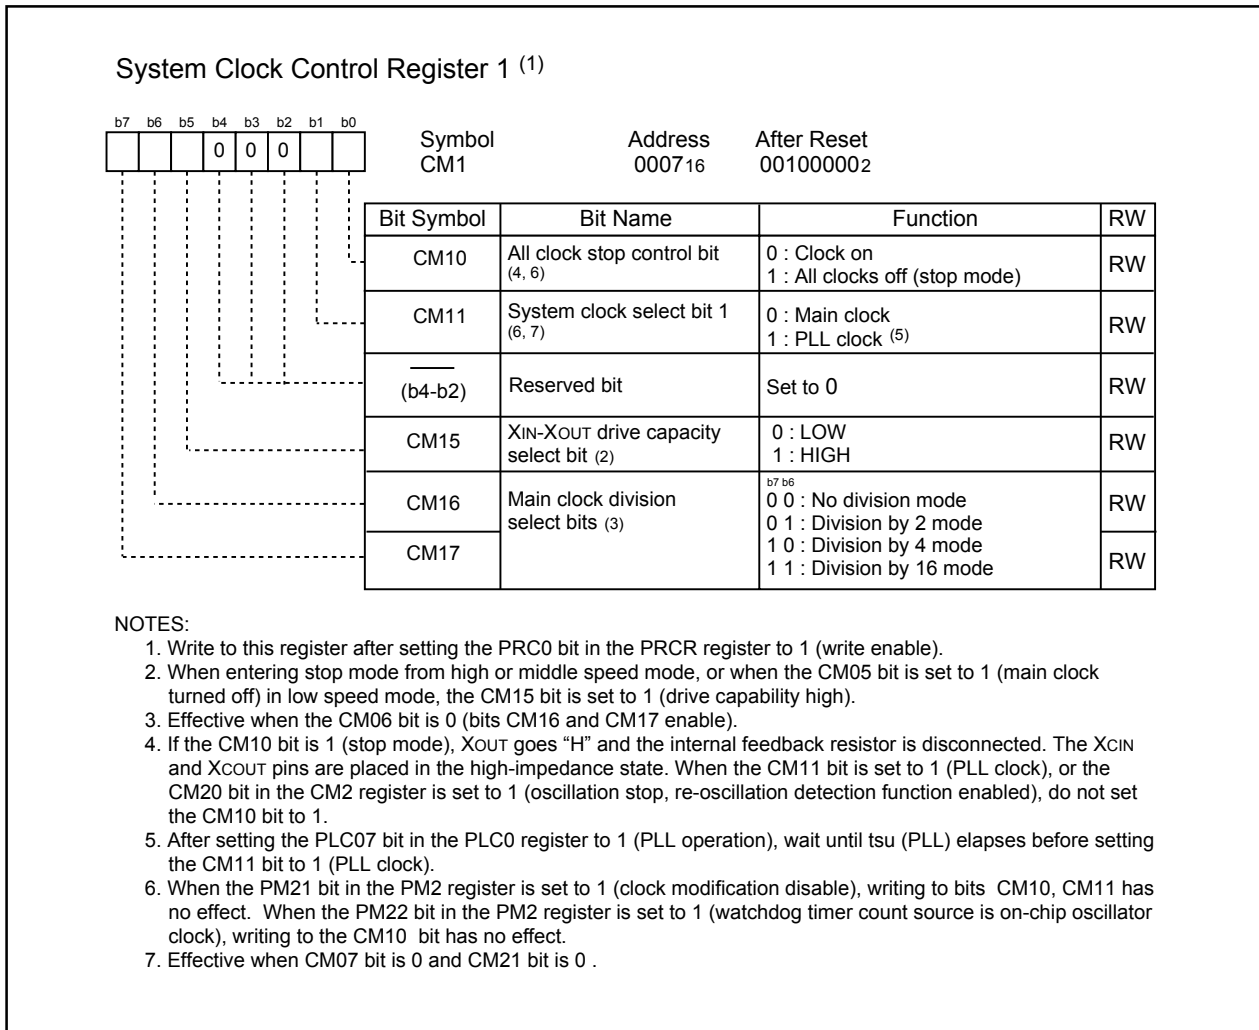 System Clock Control Register 1 (1)
b7 b6 b5 b4 b3 b2 b1 b0
0 0 0
Symbol Address After Reset
CM1 000716 001000002
Bit Symbol Bit Name Function RW
CM10 All clock stop control bit (4, 6) 0 : Clock on RW
1 : All clocks off (stop mode)
CM11 System clock select bit 1 (6, 7) 0 : Main clock RW
1 : PLL clock (5)
(b4-b2) Reserved bit Set to 0 RW
CM15 XIN-XOUT drive capacity 0 : LOW RW
select bit (2) 1 : HIGH
b7 b6
CM16 Main clock division 0 0 : No division mode RW
select bits (3) 0 1 : Division by 2 mode
CM17 1 0 : Division by 4 mode RW
1 1 : Division by 16 mode
NOTES:
1. Write to this register after setting the PRC0 bit in the PRCR register to 1 (write enable).
2. When entering stop mode from high or middle speed mode, or when the CM05 bit is set to 1 (main clock
turned off) in low speed mode, the CM15 bit is set to 1 (drive capability high).
3. Effective when the CM06 bit is 0 (bits CM16 and CM17 enable).
4. If the CM10 bit is 1 (stop mode), XOUT goes “H” and the internal feedback resistor is disconnected. The XCIN
and XCOUT pins are placed in the high-impedance state. When the CM11 bit is set to 1 (PLL clock), or the
CM20 bit in the CM2 register is set to 1 (oscillation stop, re-oscillation detection function enabled), do not set
the CM10 bit to 1.
5. After setting the PLC07 bit in the PLC0 register to 1 (PLL operation), wait until tsu (PLL) elapses before setting
the CM11 bit to 1 (PLL clock).
6. When the PM21 bit in the PM2 register is set to 1 (clock modification disable), writing to bits CM10, CM11 has
no effect. When the PM22 bit in the PM2 register is set to 1 (watchdog timer count source is on-chip oscillator
clock), writing to the CM10 bit has no effect.
7. Effective when CM07 bit is 0 and CM21 bit is 0 .